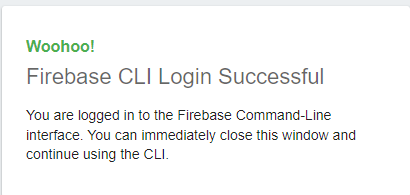 Woohoo!
Firebase CLI Login Successful
You are logged in to the Firebase Command-Line
interface. You can immediately close this window and
continue using the CLI.